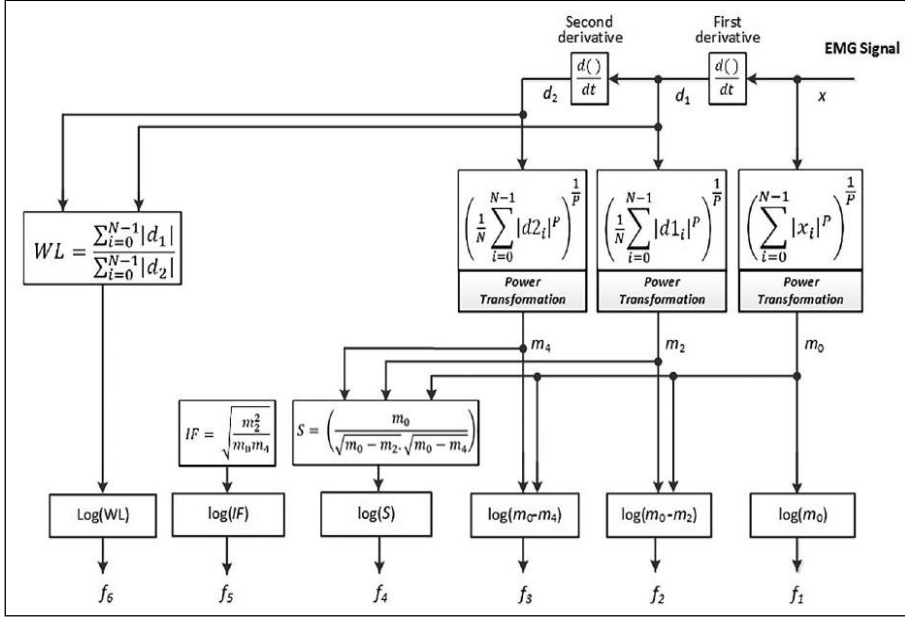 Second derivative
First derivative
EMG Signal
d()/dt
d()/dt
d₂
d₁
x
WL = ∑_{i=0}^{N-1}|d₁| / ∑_{i=0}^{N-1}|d₂|
(1/N ∑_{i=0}^{N-1} |d2ᵢ|^P)^{1/P}
(1/N ∑_{i=0}^{N-1} |d1ᵢ|^P)^{1/P}
(∑_{i=0}^{N-1} |xᵢ|^P)^{1/P}
Power Transformation
Power Transformation
Power Transformation
m₄
m₂
m₀
IF = √(m₂²/(m₀m₄))
S = (m₀/(√(m₀ − m₂).√(m₀ − m₄)))
Log(WL)
log(IF)
log(S)
log(m₀-m₄)
log(m₀-m₂)
log(m₀)
f₆
f₅
f₄
f₃
f₂
f₁